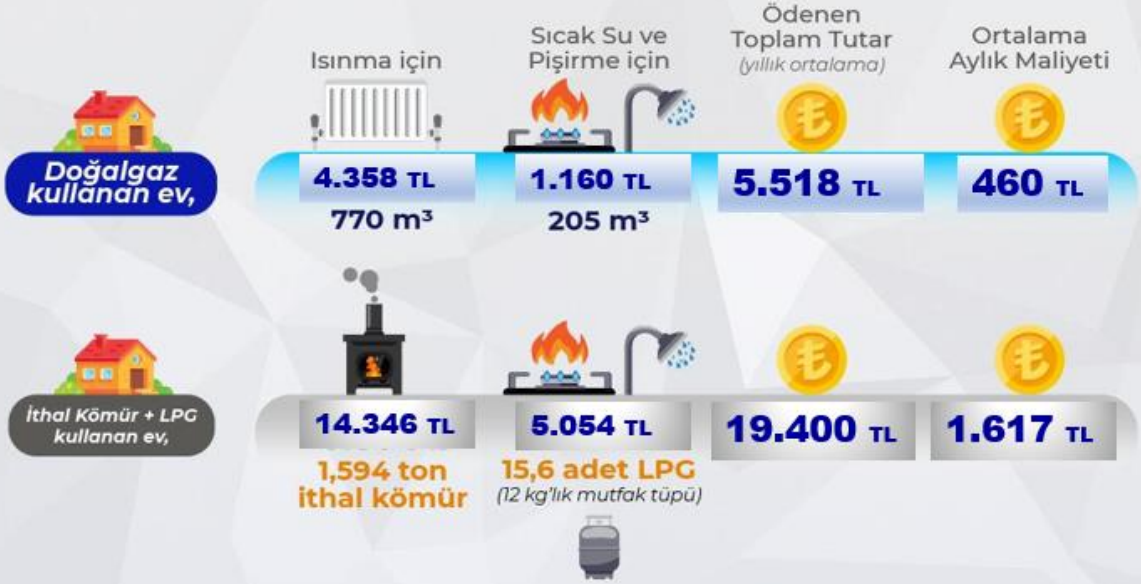 Isınma için
Sıcak Su ve
Pişirme için
Ödenen
Toplam Tutar
(yıllık ortalama)
Ortalama
Aylık Maliyeti
Doğalgaz
kullanan ev,
4.358 TL
1.160 TL
5.518 TL
460 TL
770 m³
205 m³
İthal Kömür + LPG
kullanan ev,
14.346 TL
5.054 TL
19.400 TL
1.617 TL
1,594 ton
ithal kömür
15,6 adet LPG
(12 kg'lık mutfak tüpü)